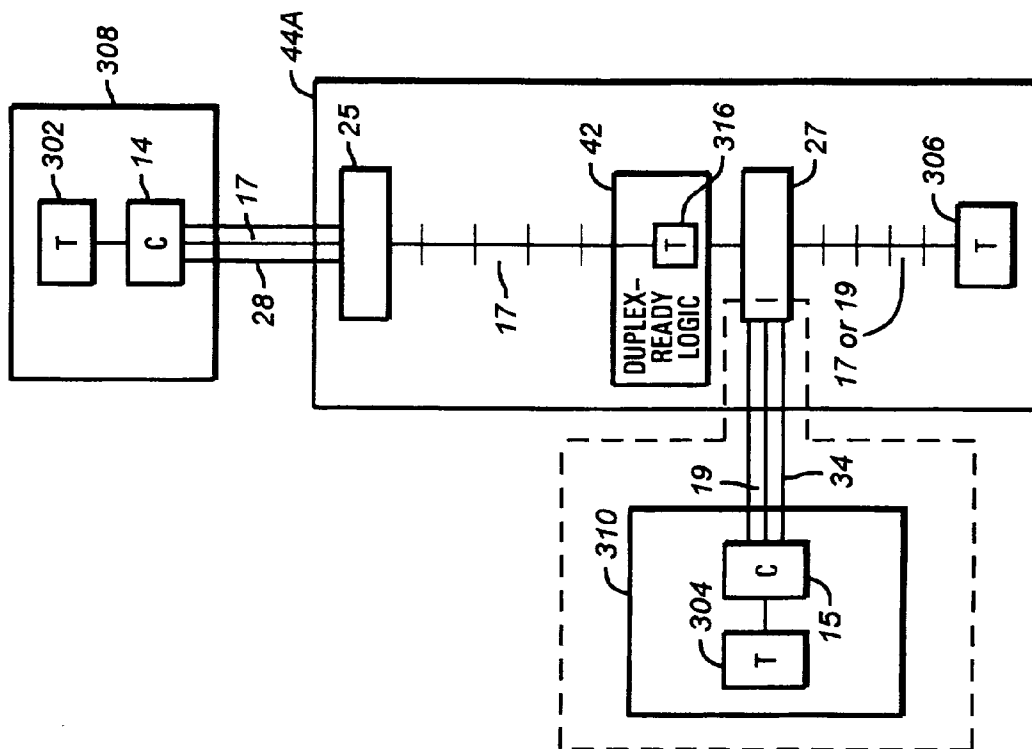 308
302
T
14
C
17
28
44A
25
17
42
316
T
DUPLEX-
READY
LOGIC
27
306
T
17 or 19
19
34
310
304
T
C
15